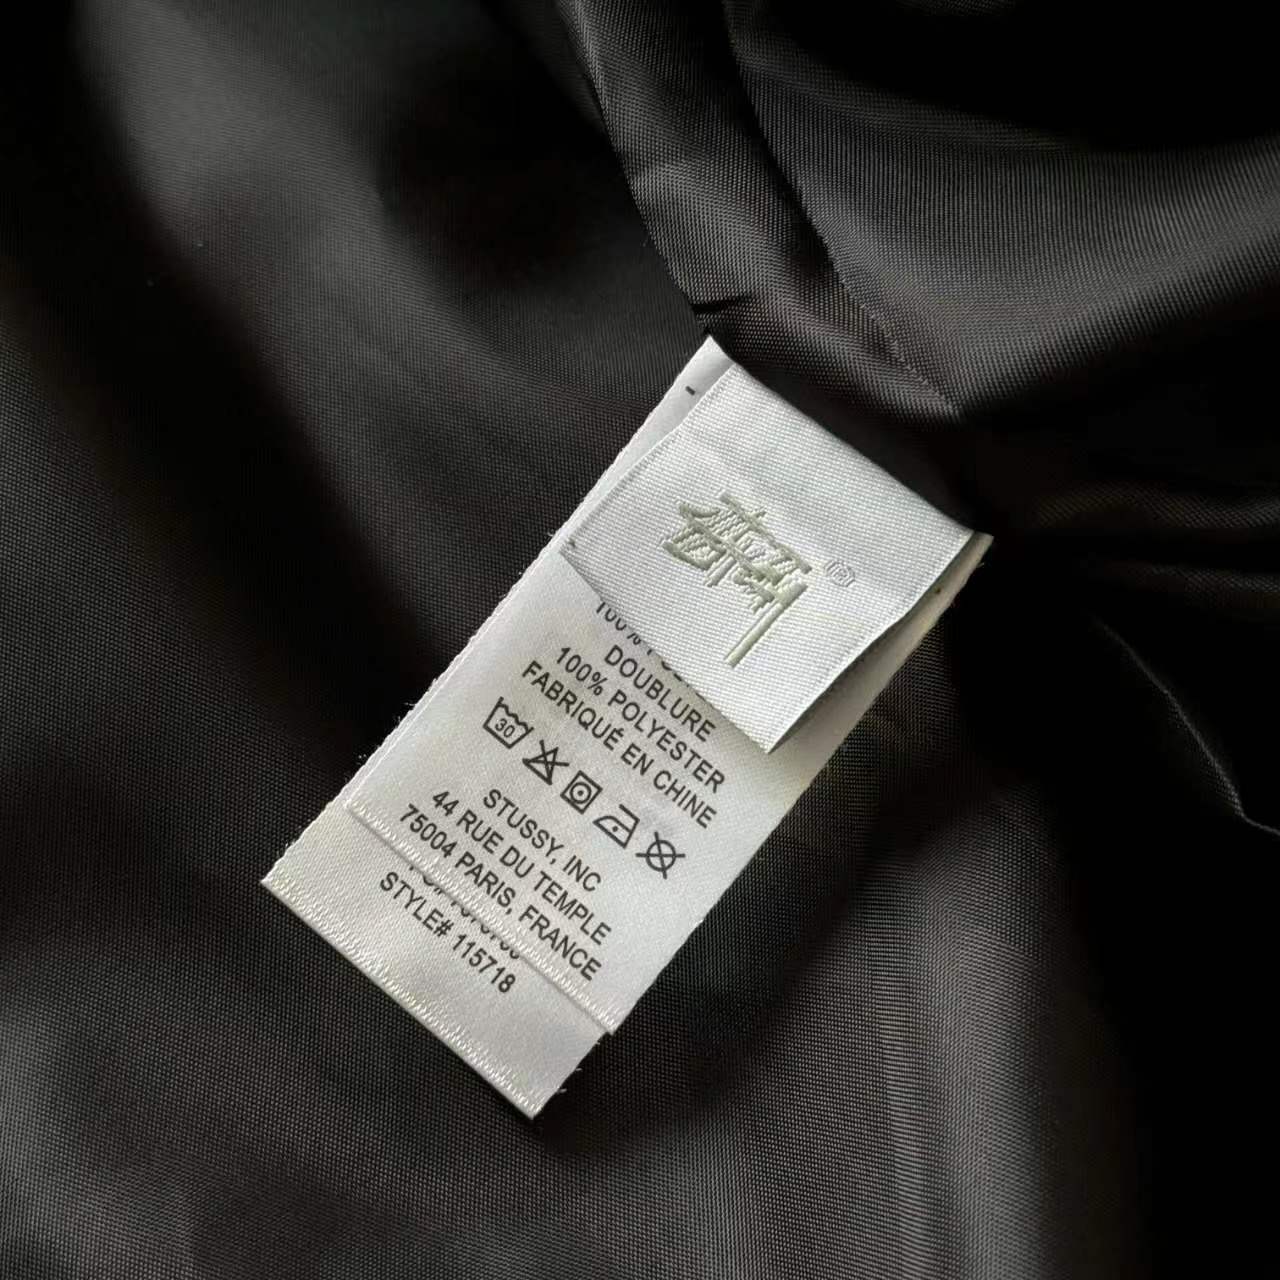 ®
DOUBLURE
100% POLYESTER
FABRIQUÉ EN CHINE
30
STUSSY, INC
44 RUE DU TEMPLE
75004 PARIS, FRANCE
STYLE# 115718